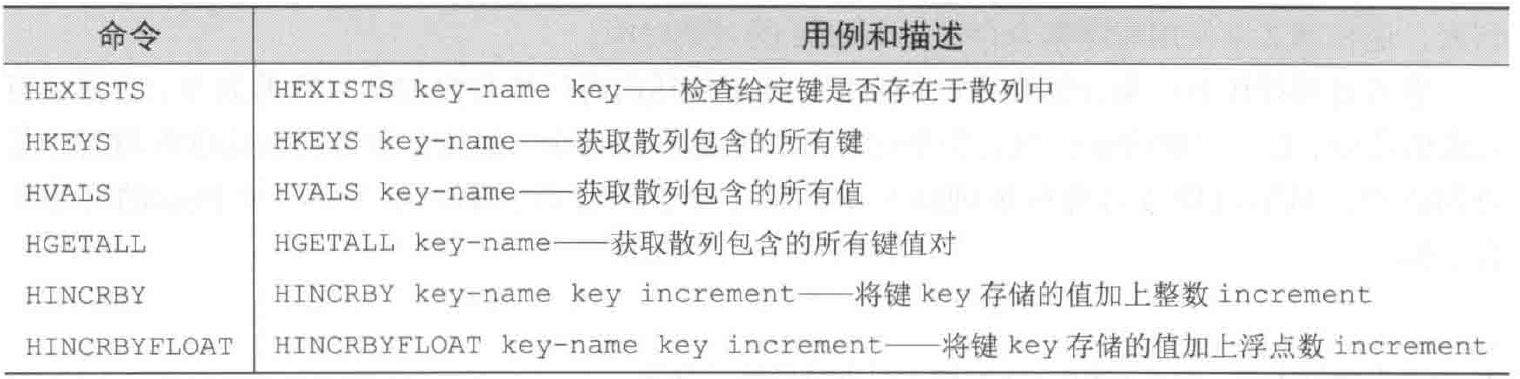 命令 用例和描述
HEXISTS HEXISTS key-name key——检查给定键是否存在于散列中
HKEYS HKEYS key-name——获取散列包含的所有键
HVALS HVALS key-name——获取散列包含的所有值
HGETALL HGETALL key-name——获取散列包含的所有键值对
HINCRBY HINCRBY key-name key increment——将键 key 存储的值加上整数 increment
HINCRBYFLOAT HINCRBYFLOAT key-name key increment——将键 key 存储的值加上浮点数 increment